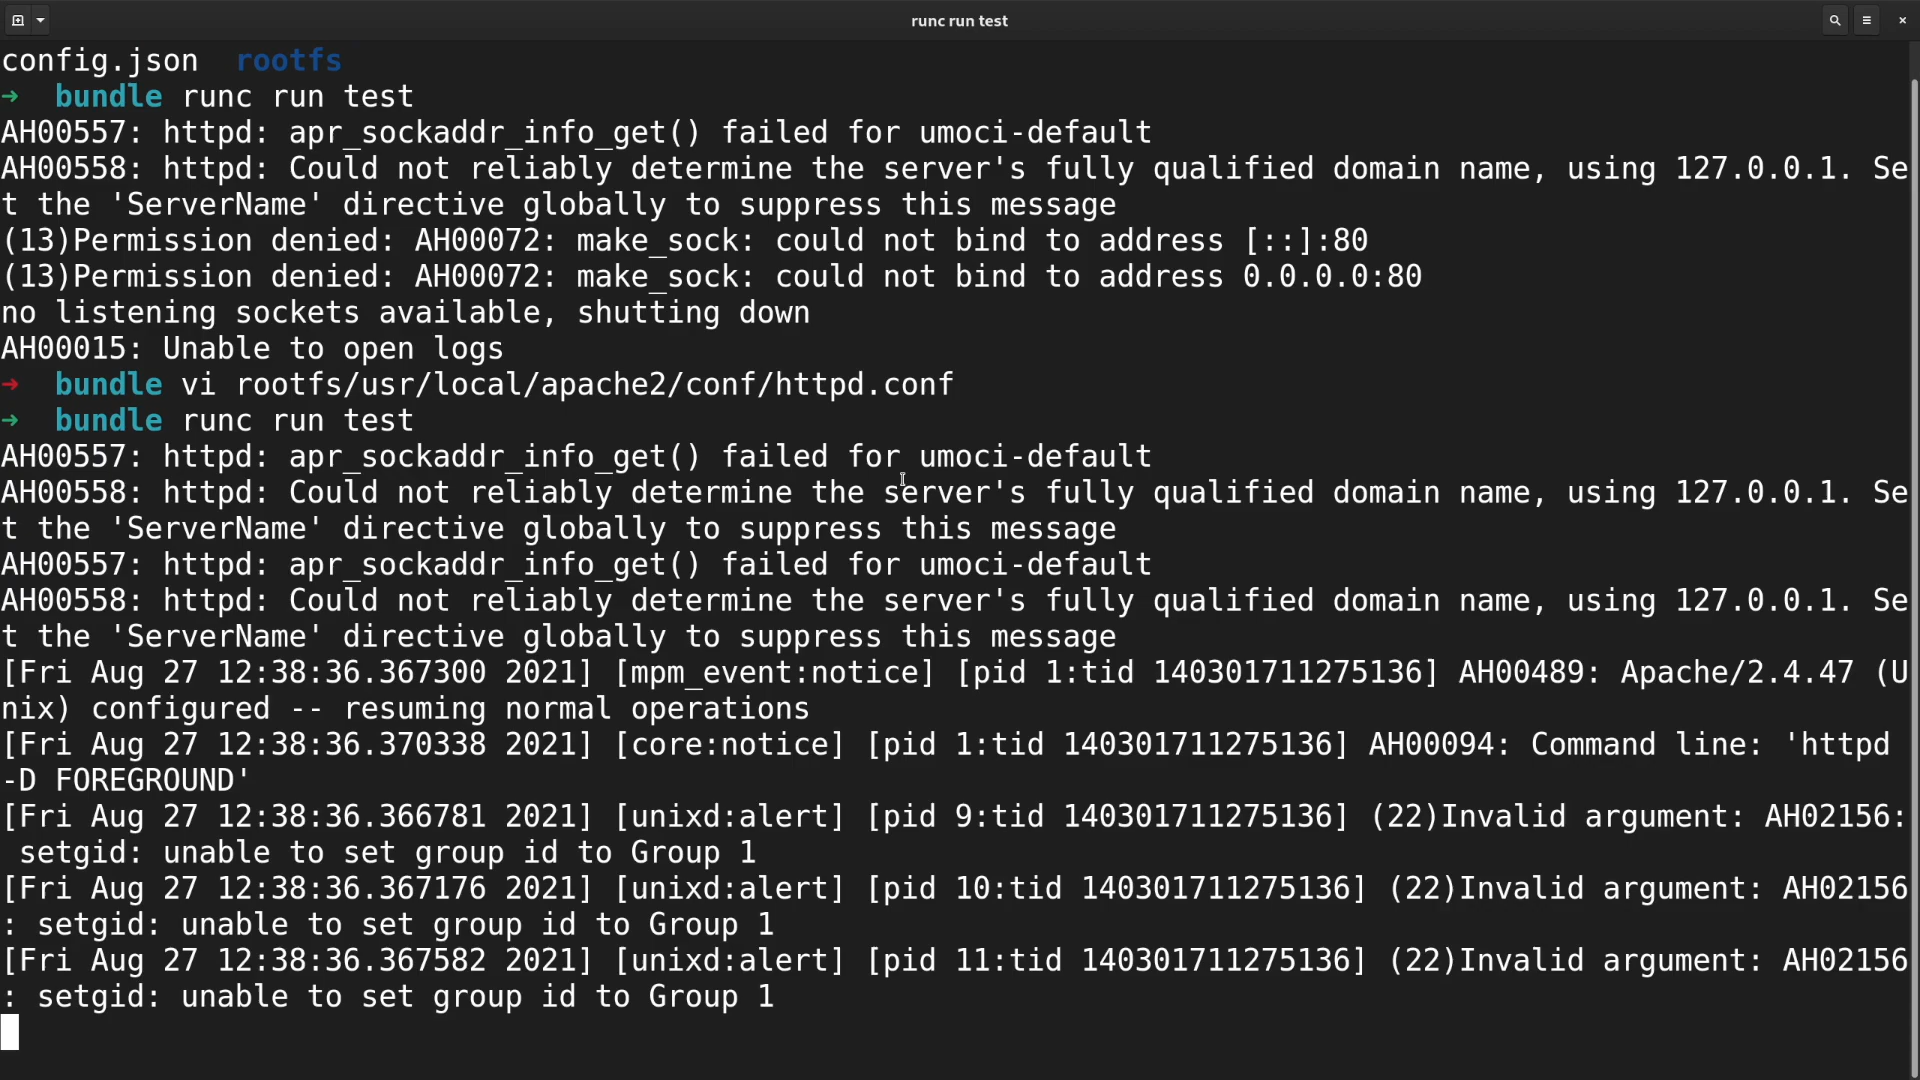 runc run test
config.json  rootfs
➜  bundle runc run test
AH00557: httpd: apr_sockaddr_info_get() failed for umoci-default
AH00558: httpd: Could not reliably determine the server's fully qualified domain name, using 127.0.0.1. Se
t the 'ServerName' directive globally to suppress this message
(13)Permission denied: AH00072: make_sock: could not bind to address [::]:80
(13)Permission denied: AH00072: make_sock: could not bind to address 0.0.0.0:80
no listening sockets available, shutting down
AH00015: Unable to open logs
➜  bundle vi rootfs/usr/local/apache2/conf/httpd.conf
➜  bundle runc run test
AH00557: httpd: apr_sockaddr_info_get() failed for umoci-default
AH00558: httpd: Could not reliably determine the server's fully qualified domain name, using 127.0.0.1. Se
t the 'ServerName' directive globally to suppress this message
AH00557: httpd: apr_sockaddr_info_get() failed for umoci-default
AH00558: httpd: Could not reliably determine the server's fully qualified domain name, using 127.0.0.1. Se
t the 'ServerName' directive globally to suppress this message
[Fri Aug 27 12:38:36.367300 2021] [mpm_event:notice] [pid 1:tid 140301711275136] AH00489: Apache/2.4.47 (U
nix) configured -- resuming normal operations
[Fri Aug 27 12:38:36.370338 2021] [core:notice] [pid 1:tid 140301711275136] AH00094: Command line: 'httpd
-D FOREGROUND'
[Fri Aug 27 12:38:36.366781 2021] [unixd:alert] [pid 9:tid 140301711275136] (22)Invalid argument: AH02156:
 setgid: unable to set group id to Group 1
[Fri Aug 27 12:38:36.367176 2021] [unixd:alert] [pid 10:tid 140301711275136] (22)Invalid argument: AH02156
: setgid: unable to set group id to Group 1
[Fri Aug 27 12:38:36.367582 2021] [unixd:alert] [pid 11:tid 140301711275136] (22)Invalid argument: AH02156
: setgid: unable to set group id to Group 1